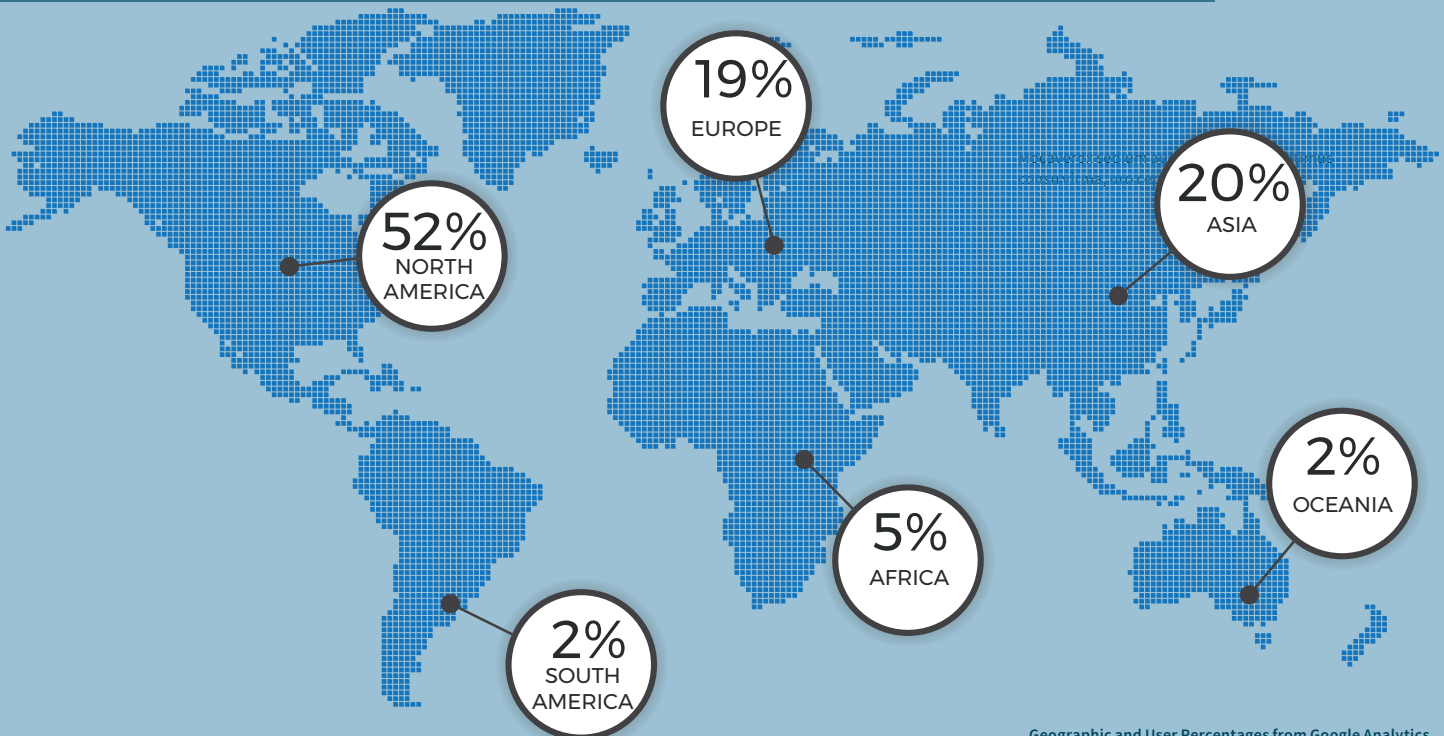 19%
EUROPE
20%
ASIA
52%
NORTH
AMERICA
2%
OCEANIA
5%
AFRICA
2%
SOUTH
AMERICA
Geographic and User Percentages from Google Analytics